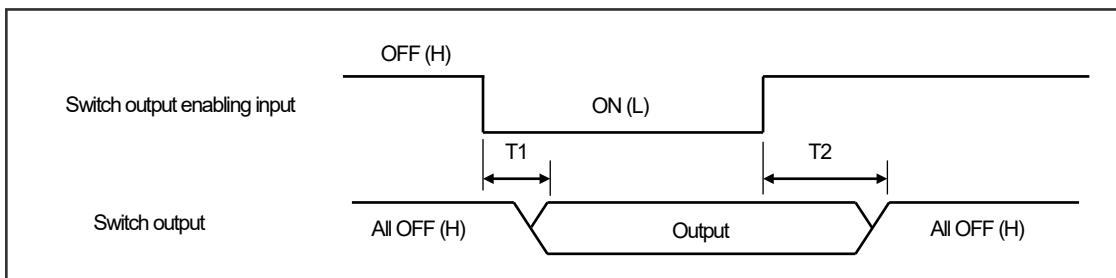 OFF (H)
Switch output enabling input
ON (L)
T1
T2
Switch output
All OFF (H)
Output
All OFF (H)